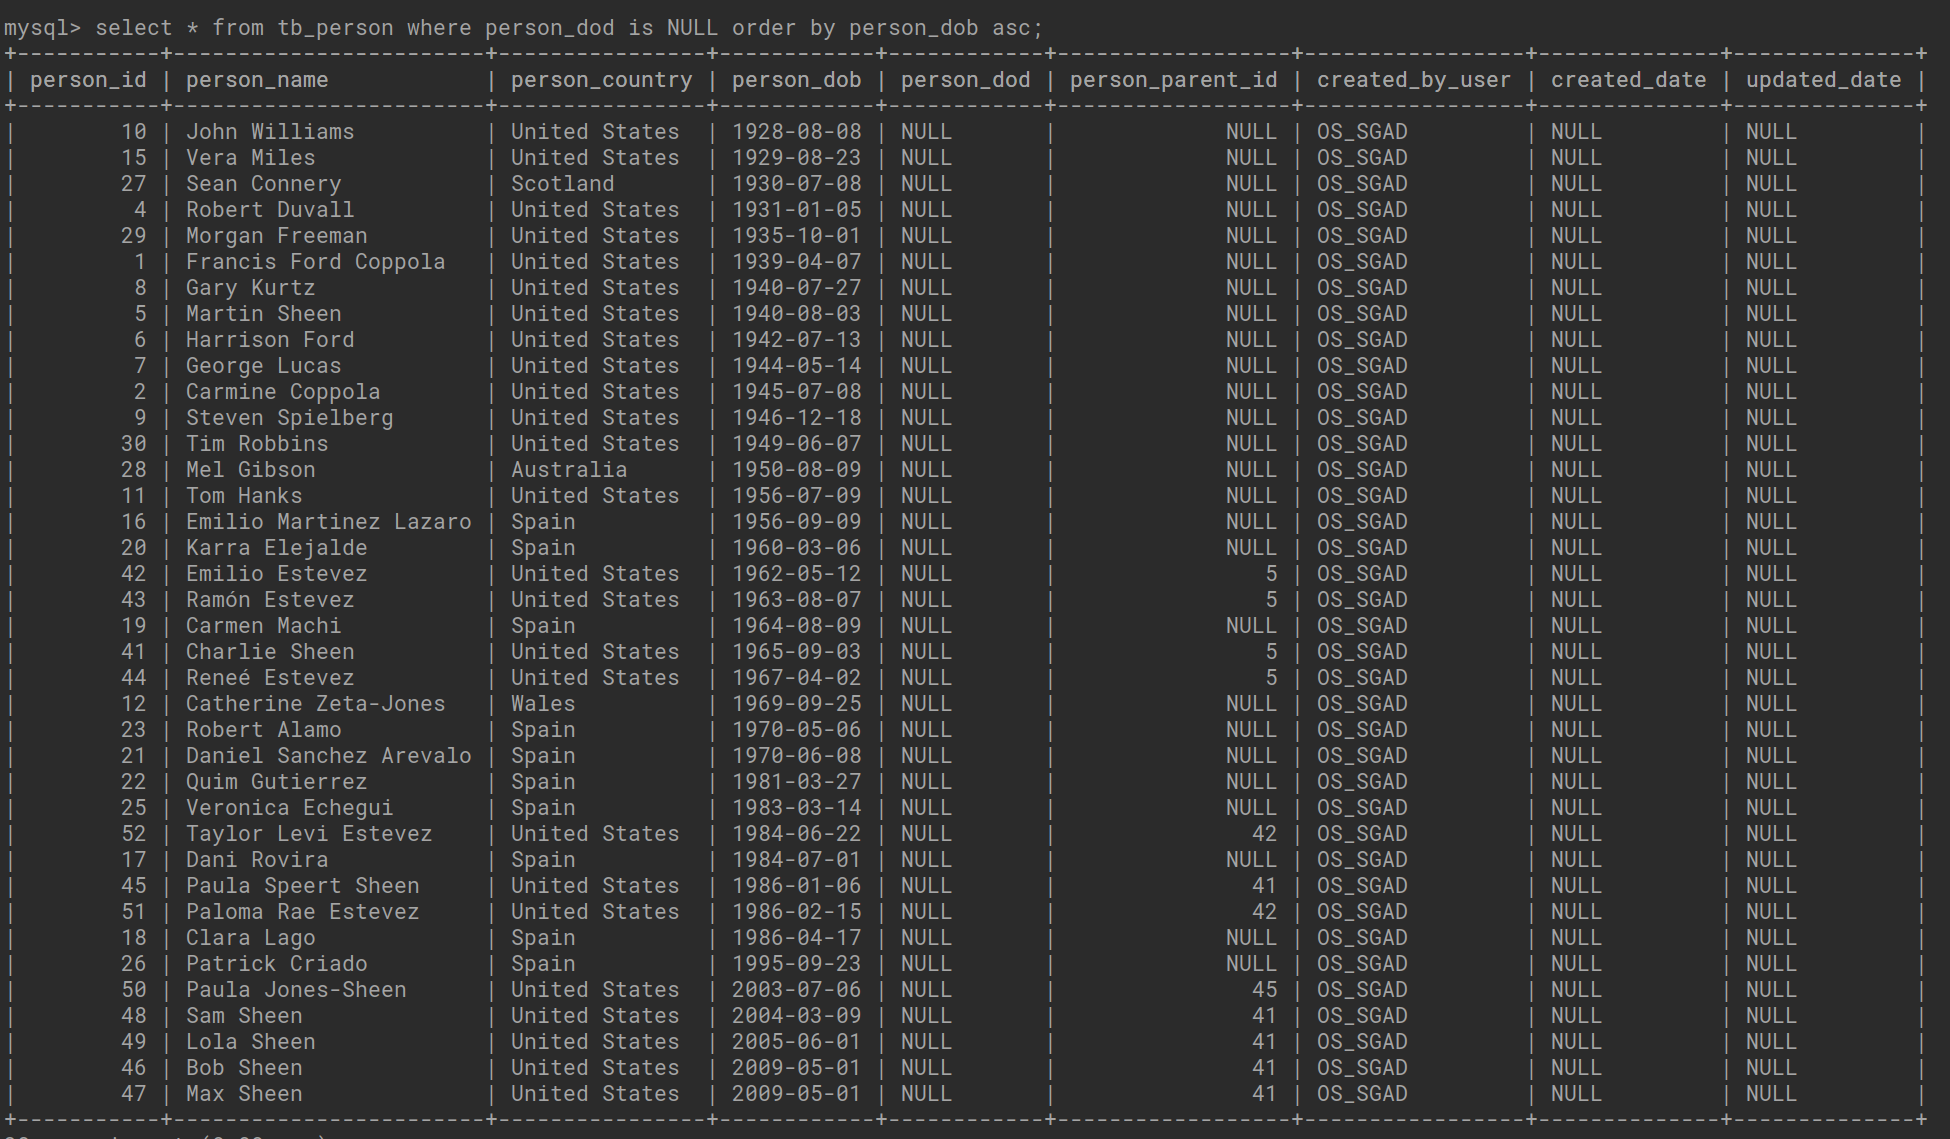 mysql> select * from tb_person where person_dod is NULL order by person_dob asc;
+-----------+------------------------+----------------+------------+------------+------------------+-----------------+--------------+--------------+
| person_id | person_name            | person_country | person_dob | person_dod | person_parent_id | created_by_user | created_date | updated_date |
+-----------+------------------------+----------------+------------+------------+------------------+-----------------+--------------+--------------+
|        10 | John Williams          | United States  | 1928-08-08 | NULL       |             NULL | OS_SGAD         | NULL         | NULL         |
|        15 | Vera Miles             | United States  | 1929-08-23 | NULL       |             NULL | OS_SGAD         | NULL         | NULL         |
|        27 | Sean Connery           | Scotland       | 1930-07-08 | NULL       |             NULL | OS_SGAD         | NULL         | NULL         |
|         4 | Robert Duvall          | United States  | 1931-01-05 | NULL       |             NULL | OS_SGAD         | NULL         | NULL         |
|        29 | Morgan Freeman         | United States  | 1935-10-01 | NULL       |             NULL | OS_SGAD         | NULL         | NULL         |
|         1 | Francis Ford Coppola   | United States  | 1939-04-07 | NULL       |             NULL | OS_SGAD         | NULL         | NULL         |
|         8 | Gary Kurtz             | United States  | 1940-07-27 | NULL       |             NULL | OS_SGAD         | NULL         | NULL         |
|         5 | Martin Sheen           | United States  | 1940-08-03 | NULL       |             NULL | OS_SGAD         | NULL         | NULL         |
|         6 | Harrison Ford          | United States  | 1942-07-13 | NULL       |             NULL | OS_SGAD         | NULL         | NULL         |
|         7 | George Lucas           | United States  | 1944-05-14 | NULL       |             NULL | OS_SGAD         | NULL         | NULL         |
|         2 | Carmine Coppola        | United States  | 1945-07-08 | NULL       |             NULL | OS_SGAD         | NULL         | NULL         |
|         9 | Steven Spielberg       | United States  | 1946-12-18 | NULL       |             NULL | OS_SGAD         | NULL         | NULL         |
|        30 | Tim Robbins            | United States  | 1949-06-07 | NULL       |             NULL | OS_SGAD         | NULL         | NULL         |
|        28 | Mel Gibson             | Australia      | 1950-08-09 | NULL       |             NULL | OS_SGAD         | NULL         | NULL         |
|        11 | Tom Hanks              | United States  | 1956-07-09 | NULL       |             NULL | OS_SGAD         | NULL         | NULL         |
|        16 | Emilio Martinez Lazaro | Spain          | 1956-09-09 | NULL       |             NULL | OS_SGAD         | NULL         | NULL         |
|        20 | Karra Elejalde         | Spain          | 1960-03-06 | NULL       |             NULL | OS_SGAD         | NULL         | NULL         |
|        42 | Emilio Estevez         | United States  | 1962-05-12 | NULL       |                5 | OS_SGAD         | NULL         | NULL         |
|        43 | Ramón Estevez          | United States  | 1963-08-07 | NULL       |                5 | OS_SGAD         | NULL         | NULL         |
|        19 | Carmen Machi           | Spain          | 1964-08-09 | NULL       |             NULL | OS_SGAD         | NULL         | NULL         |
|        41 | Charlie Sheen          | United States  | 1965-09-03 | NULL       |                5 | OS_SGAD         | NULL         | NULL         |
|        44 | Reneé Estevez          | United States  | 1967-04-02 | NULL       |                5 | OS_SGAD         | NULL         | NULL         |
|        12 | Catherine Zeta-Jones   | Wales          | 1969-09-25 | NULL       |             NULL | OS_SGAD         | NULL         | NULL         |
|        23 | Robert Alamo           | Spain          | 1970-05-06 | NULL       |             NULL | OS_SGAD         | NULL         | NULL         |
|        21 | Daniel Sanchez Arevalo | Spain          | 1970-06-08 | NULL       |             NULL | OS_SGAD         | NULL         | NULL         |
|        22 | Quim Gutierrez         | Spain          | 1981-03-27 | NULL       |             NULL | OS_SGAD         | NULL         | NULL         |
|        25 | Veronica Echegui       | Spain          | 1983-03-14 | NULL       |             NULL | OS_SGAD         | NULL         | NULL         |
|        52 | Taylor Levi Estevez    | United States  | 1984-06-22 | NULL       |               42 | OS_SGAD         | NULL         | NULL         |
|        17 | Dani Rovira            | Spain          | 1984-07-01 | NULL       |             NULL | OS_SGAD         | NULL         | NULL         |
|        45 | Paula Speert Sheen     | United States  | 1986-01-06 | NULL       |               41 | OS_SGAD         | NULL         | NULL         |
|        51 | Paloma Rae Estevez     | United States  | 1986-02-15 | NULL       |               42 | OS_SGAD         | NULL         | NULL         |
|        18 | Clara Lago             | Spain          | 1986-04-17 | NULL       |             NULL | OS_SGAD         | NULL         | NULL         |
|        26 | Patrick Criado         | Spain          | 1995-09-23 | NULL       |             NULL | OS_SGAD         | NULL         | NULL         |
|        50 | Paula Jones-Sheen      | United States  | 2003-07-06 | NULL       |               45 | OS_SGAD         | NULL         | NULL         |
|        48 | Sam Sheen              | United States  | 2004-03-09 | NULL       |               41 | OS_SGAD         | NULL         | NULL         |
|        49 | Lola Sheen             | United States  | 2005-06-01 | NULL       |               41 | OS_SGAD         | NULL         | NULL         |
|        46 | Bob Sheen              | United States  | 2009-05-01 | NULL       |               41 | OS_SGAD         | NULL         | NULL         |
|        47 | Max Sheen              | United States  | 2009-05-01 | NULL       |               41 | OS_SGAD         | NULL         | NULL         |
+-----------+------------------------+----------------+------------+------------+------------------+-----------------+--------------+--------------+